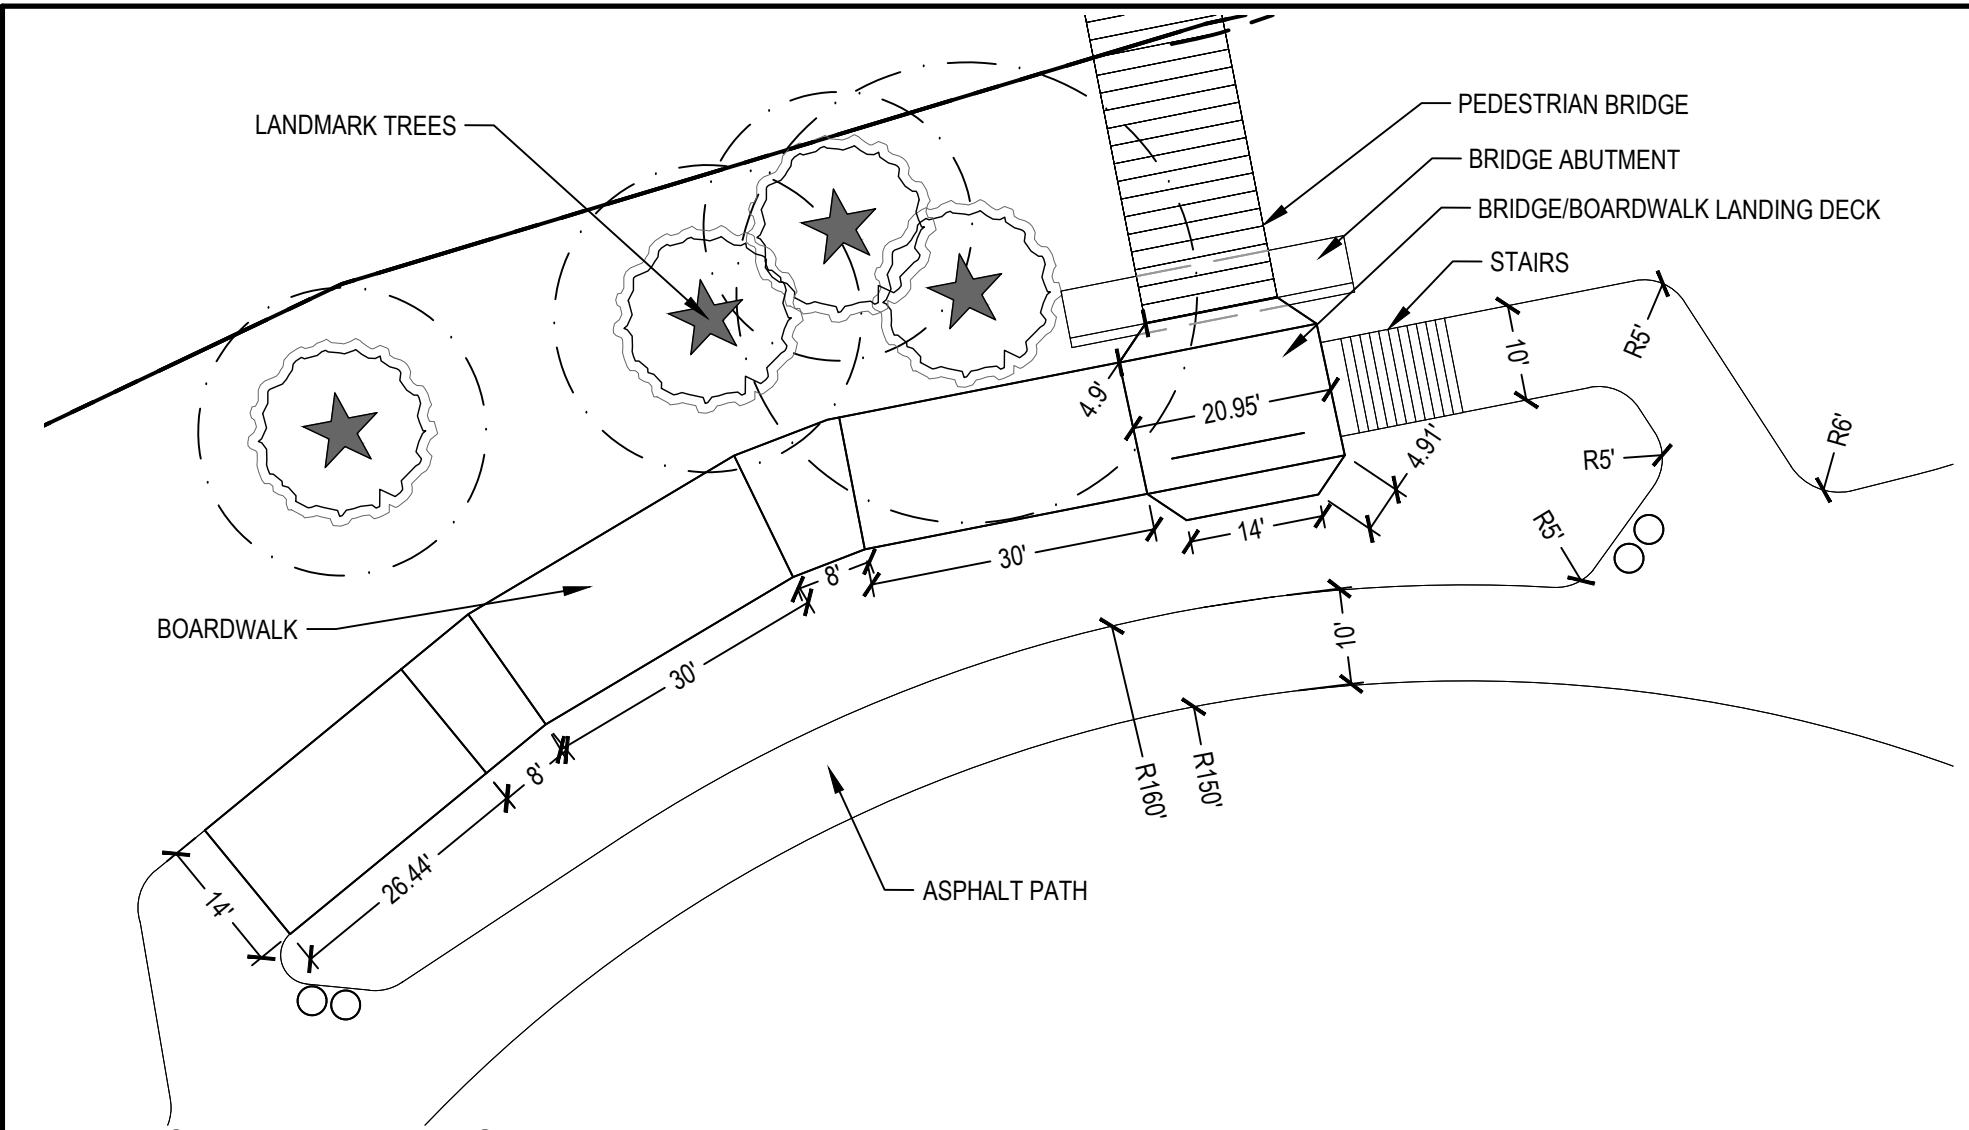 LANDMARK TREES
PEDESTRIAN BRIDGE
BRIDGE ABUTMENT
BRIDGE/BOARDWALK LANDING DECK
STAIRS
R5'
10'
4.9'
20.95'
R6'
4.91'
R5'
R5'
14'
30'
8'
10'
BOARDWALK
30'
R160'
R150'
8'
26.44'
14'
ASPHALT PATH